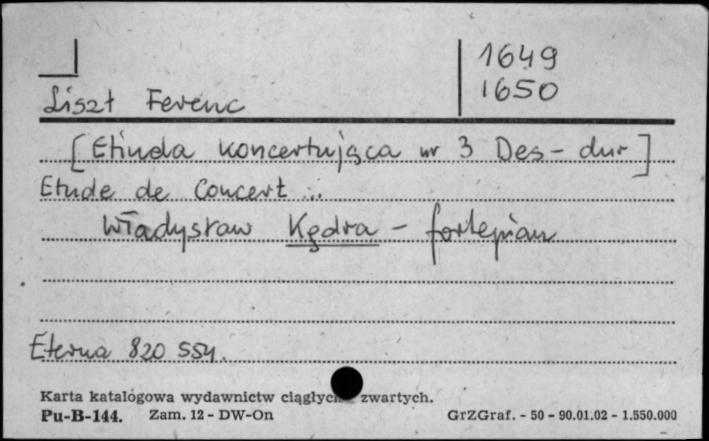 1649
1650
Liszt Ferenc
[Etiuda koncertująca nr 3 Des-dur]
Etude de Concert...
Władysław Kędra - fortepian
Eterna 820 554.
Karta katalogowa wydawnictw ciągłych zwartych.
Pu-B-144. Zam. 12 - DW-On GrZGraf. - 50 - 90.01.02 - 1.550.000